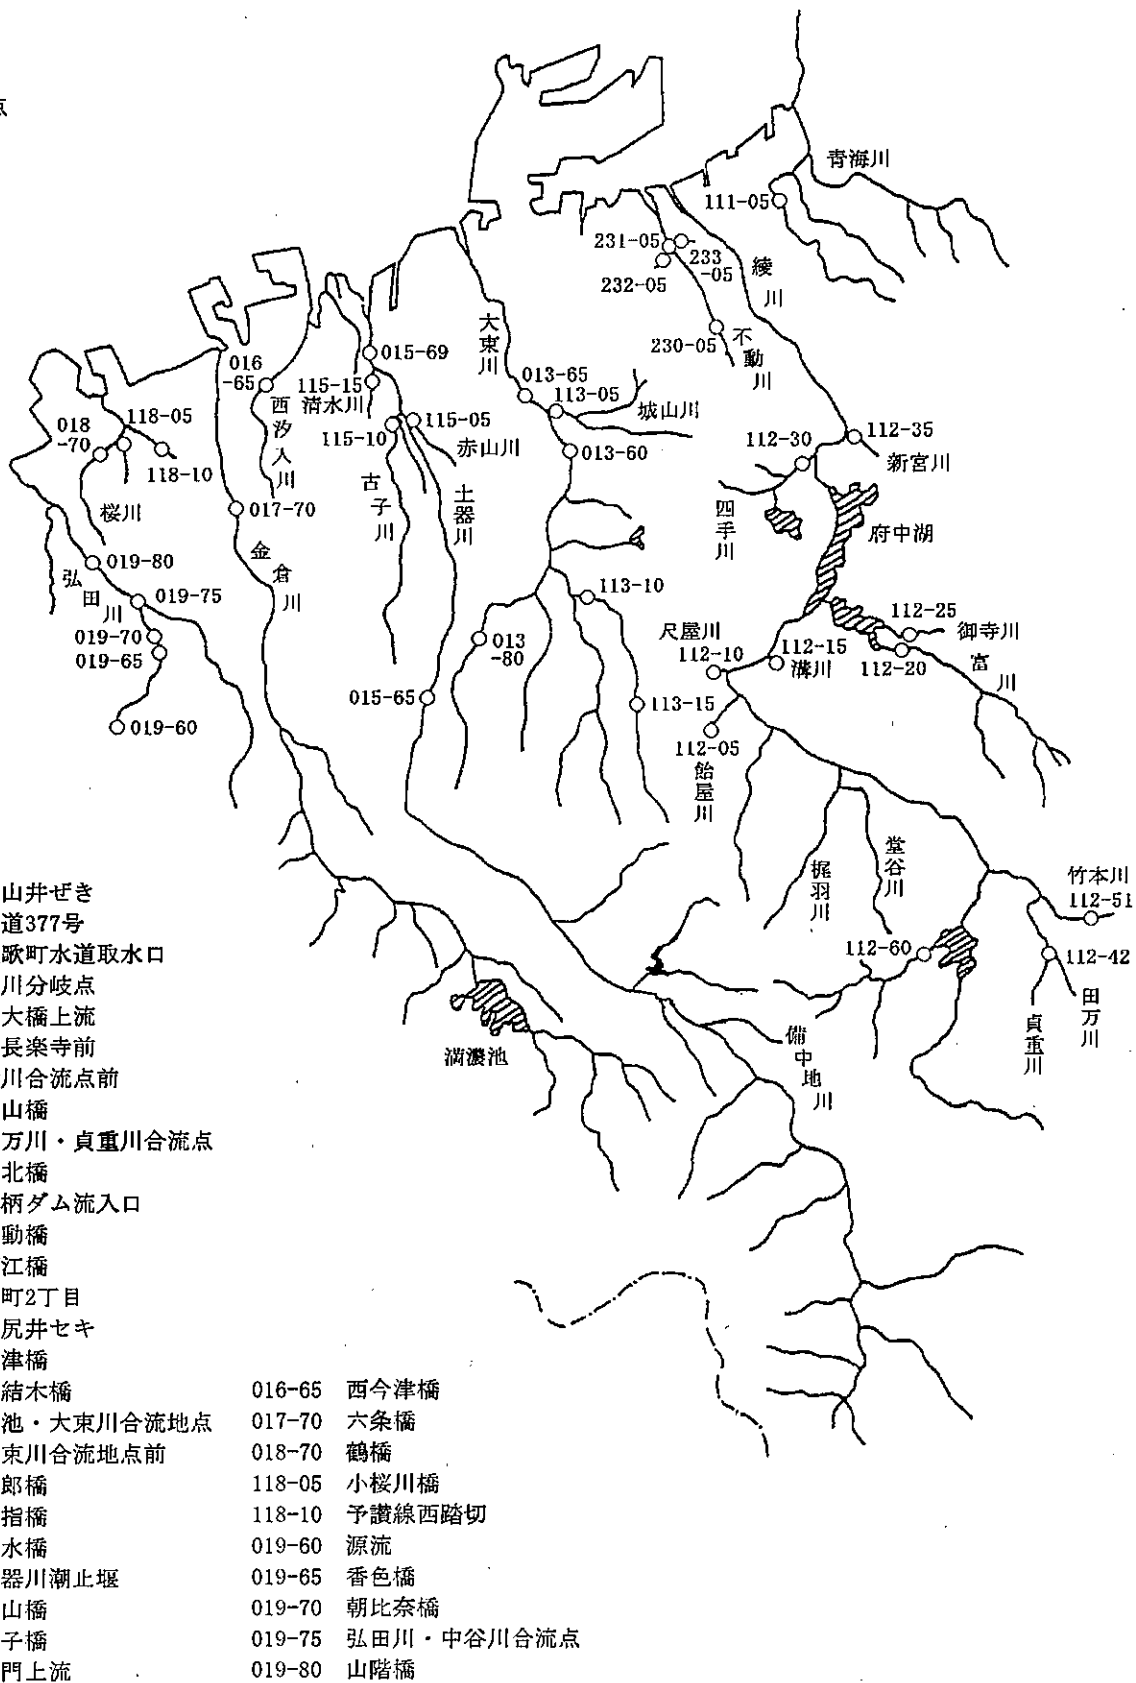 点
青海川
111-05
231-05
233
-05
232-05
綾川
230-05
不動川
大束川
016
-65
015-69
115-15
清水川
西汐入川
013-65
113-05
城山川
018
-70
118-05
118-10
桜川
115-05
115-10
赤山川
013-60
112-30
112-35
新宮川
古子川
土器川
四手川
017-70
金倉川
府中湖
019-80
弘田川
019-75
019-70
019-65
019-60
113-10
013
-80
尺屋川
112-10
112-15
溝川
112-25
御寺川
112-20
富川
015-65
113-15
112-05
飴屋川
堂谷川
梶羽川
竹本川
112-51
112-60
112-42
田万川
貞重川
備中地川
満濃池
山井ぜき
道377号
歌町水道取水口
川分岐点
大橋上流
長楽寺前
川合流点前
山橋
万川・貞重川合流点
北橋
柄ダム流入口
動橋
江橋
町2丁目
尻井セキ
津橋
結木橋
池・大束川合流地点
束川合流地点前
郎橋
指橋
水橋
器川潮止堰
山橋
子橋
門上流
016-65 西今津橋
017-70 六条橋
018-70 鶴橋
118-05 小桜川橋
118-10 予讃線西踏切
019-60 源流
019-65 香色橋
019-70 朝比奈橋
019-75 弘田川・中谷川合流点
019-80 山階橋